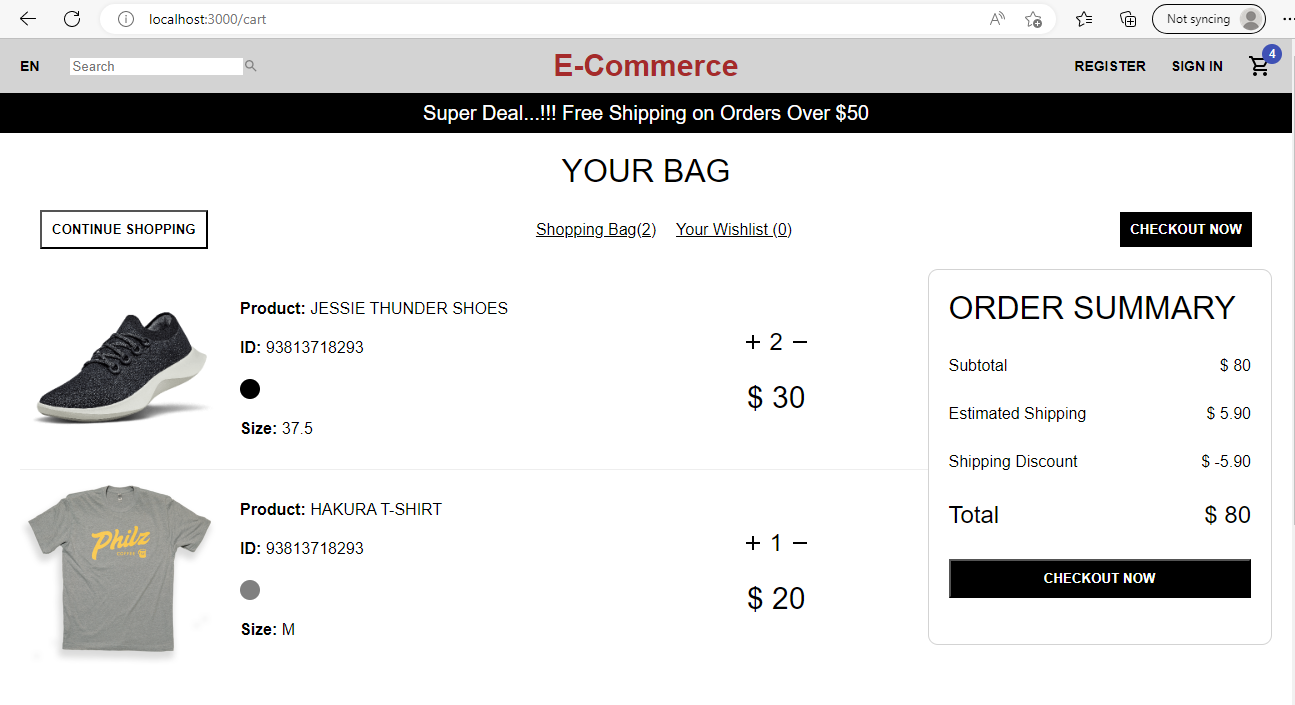 localhost:3000/cart
Not syncing
EN
Search
E-Commerce
REGISTER
SIGN IN
4
Super Deal...!!! Free Shipping on Orders Over $50
YOUR BAG
CONTINUE SHOPPING
Shopping Bag(2)
Your Wishlist (0)
CHECKOUT NOW
Product: JESSIE THUNDER SHOES
ID: 93813718293
Size: 37.5
+ 2 −
$ 30
Philz
COFFEE
Product: HAKURA T-SHIRT
ID: 93813718293
Size: M
+ 1 −
$ 20
ORDER SUMMARY
Subtotal $ 80
Estimated Shipping $ 5.90
Shipping Discount $ -5.90
Total $ 80
CHECKOUT NOW